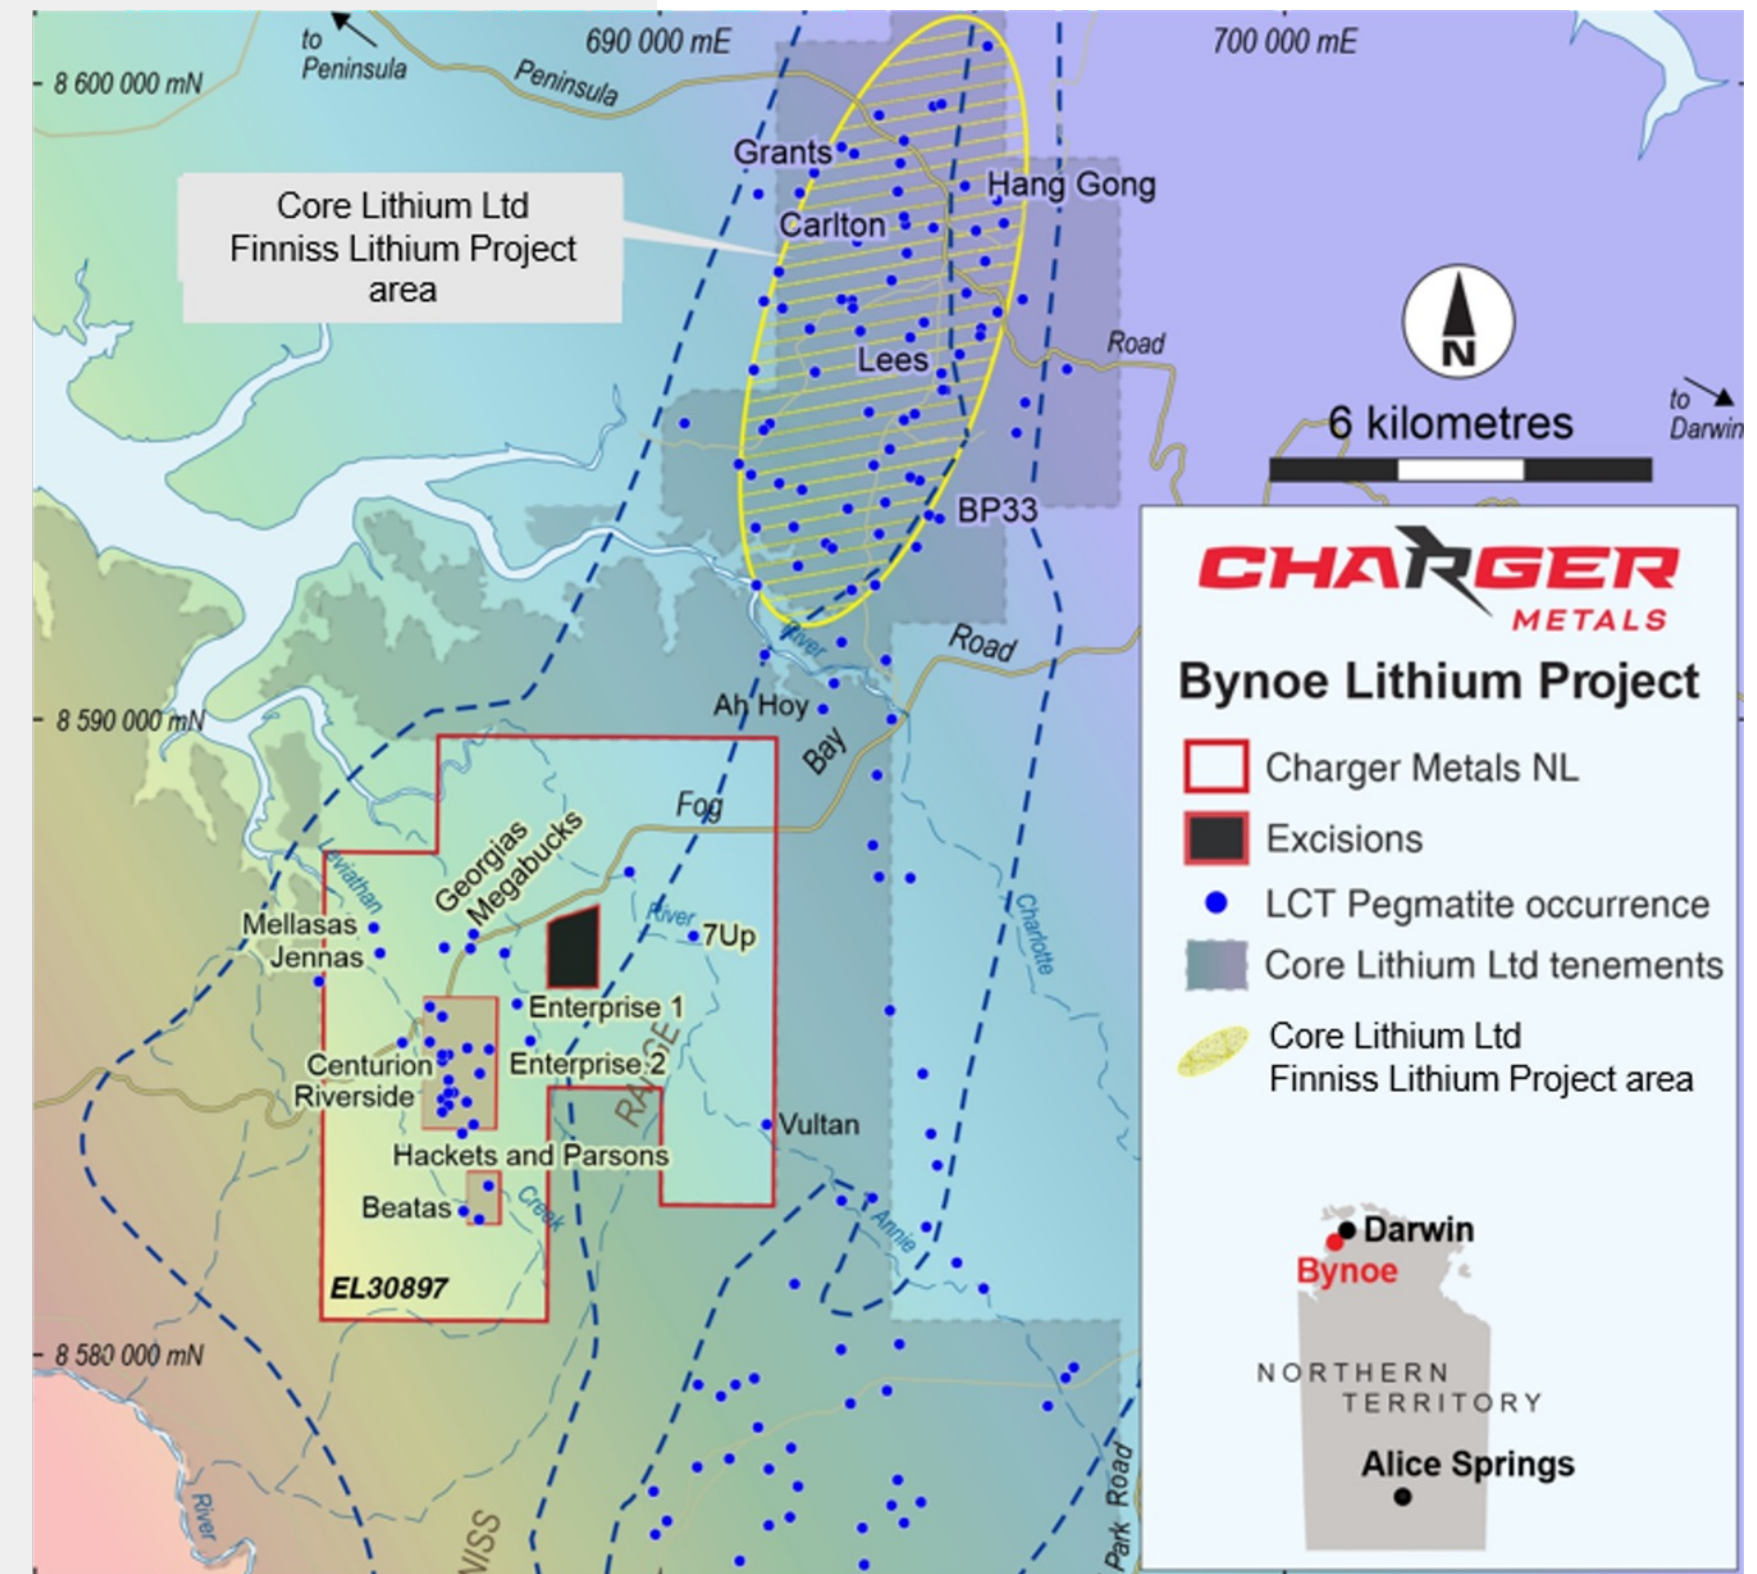 to
Peninsula
690 000 mE
700 000 mE
8 600 000 mN
Peninsula
Grants
Hang Gong
Core Lithium Ltd
Finniss Lithium Project
area
Carlton
N
Road
Lees
to
Darwin
6 kilometres
BP33
River
Road
Ah Hoy
8 590 000 mN
Bay
Fog
Georgias
Megabucks
Leviathan
Mellasas
Jennas
River
7Up
Charlotte
Enterprise 1
Enterprise 2
RANGE
Centurion
Riverside
Vultan
Hackets and Parsons
Beatas
Creek
Annie
EL30897
8 580 000 mN
River
NISS
Park Road
CHARGER
METALS
Bynoe Lithium Project
Charger Metals NL
Excisions
LCT Pegmatite occurrence
Core Lithium Ltd tenements
Core Lithium Ltd
Finniss Lithium Project area
Darwin
Bynoe
NORTHERN
TERRITORY
Alice Springs